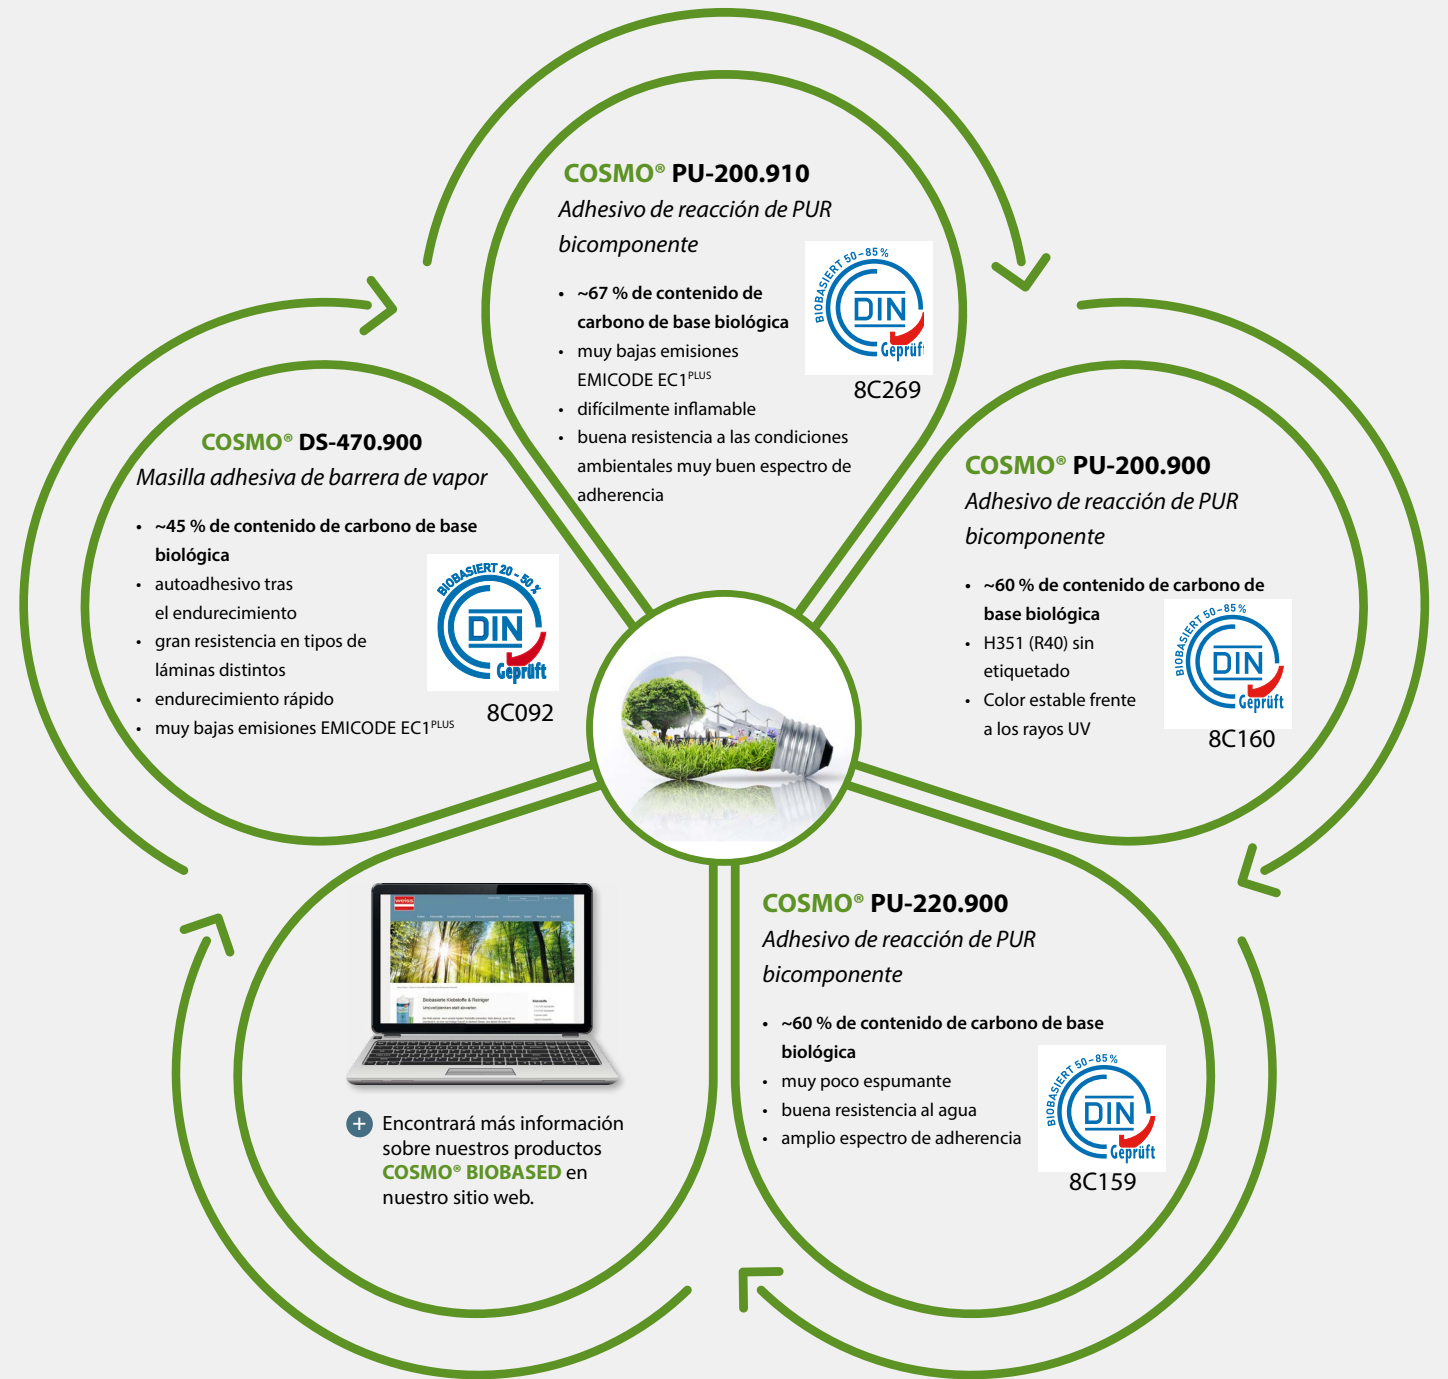 COSMO® PU-200.910
Adhesivo de reacción de PUR
bicomponente
• ~67 % de contenido de
carbono de base biológica
• muy bajas emisiones
EMICODE EC1PLUS
• difícilmente inflamable
• buena resistencia a las condiciones
ambientales muy buen espectro de
adherencia
BIOBASIERT 50–85%
DIN
Geprüft
8C269
COSMO® PU-200.900
Adhesivo de reacción de PUR
bicomponente
• ~60 % de contenido de carbono de
base biológica
• H351 (R40) sin
etiquetado
• Color estable frente
a los rayos UV
BIOBASIERT 50–85%
DIN
Geprüft
8C160
COSMO® PU-220.900
Adhesivo de reacción de PUR
bicomponente
• ~60 % de contenido de carbono de base
biológica
• muy poco espumante
• buena resistencia al agua
• amplio espectro de adherencia
BIOBASIERT 50–85%
DIN
Geprüft
8C159
weiss
Biobasierte Klebstoffe & Reiniger
Umweltdenken statt abwarten
+ Encontrará más información
sobre nuestros productos
COSMO® BIOBASED en
nuestro sitio web.
COSMO® DS-470.900
Masilla adhesiva de barrera de vapor
• ~45 % de contenido de carbono de base
biológica
• autoadhesivo tras
el endurecimiento
• gran resistencia en tipos de
láminas distintos
• endurecimiento rápido
• muy bajas emisiones EMICODE EC1PLUS
BIOBASIERT 20 – 50 %
DIN
Geprüft
8C092